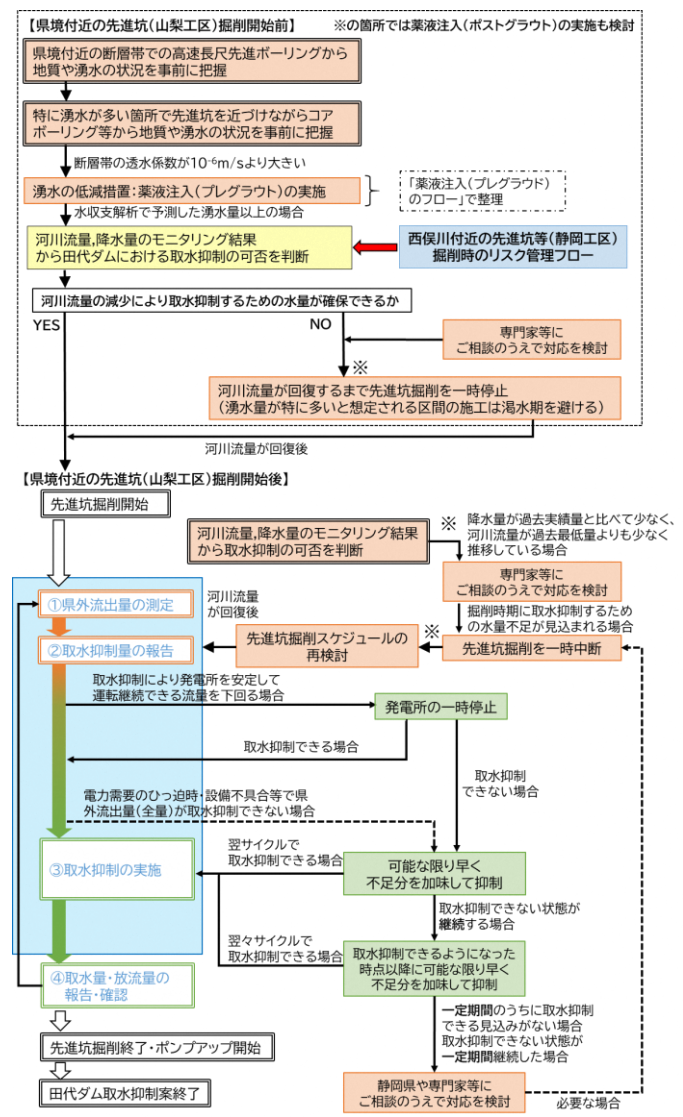 【県境付近の先進坑(山梨工区)掘削開始前】
※の箇所では薬液注入(ポストグラウト)の実施も検討
県境付近の断層帯での高速長尺先進ボーリングから
地質や湧水の状況を事前に把握
特に湧水が多い箇所で先進坑を近づけながらコア
ボーリング等から地質や湧水の状況を事前に把握
断層帯の透水係数が10⁻⁶m/sより大きい
湧水の低減措置:薬液注入(プレグラウト)の実施
「薬液注入(プレグラウド)
のフロー」で整理
水収支解析で予測した湧水量以上の場合
河川流量,降水量のモニタリング結果
から田代ダムにおける取水抑制の可否を判断
西俣川付近の先進坑等(静岡工区)
掘削時のリスク管理フロー
河川流量の減少により取水抑制するための水量が確保できるか
YES
NO
専門家等に
ご相談のうえで対応を検討
※
河川流量が回復するまで先進坑掘削を一時停止
(湧水量が特に多いと想定される区間の施工は渇水期を避ける)
河川流量が回復後
【県境付近の先進坑(山梨工区)掘削開始後】
先進坑掘削開始
河川流量,降水量のモニタリング結果
から取水抑制の可否を判断
※
降水量が過去実績量と比べて少なく、
河川流量が過去最低量よりも少なく
推移している場合
専門家等に
ご相談のうえで対応を検討
①県外流出量の測定
河川流量
が回復後
掘削時期に取水抑制するため
の水量不足が見込まれる場合
②取水抑制量の報告
先進坑掘削スケジュールの
再検討
※
先進坑掘削を一時中断
取水抑制により発電所を安定して
運転継続できる流量を下回る場合
発電所の一時停止
取水抑制できる場合
取水抑制
できない場合
電力需要のひっ迫時・設備不具合等で県
外流出量(全量)が取水抑制できない場合
③取水抑制の実施
翌サイクルで
取水抑制できる場合
可能な限り早く
不足分を加味して抑制
取水抑制できない状態が
継続する場合
翌々サイクルで
取水抑制できる場合
取水抑制できるようになった
時点以降に可能な限り早く
不足分を加味して抑制
④取水量・放流量の
報告・確認
一定期間のうちに取水抑制
できる見込みがない場合
取水抑制できない状態が
一定期間継続した場合
先進坑掘削終了・ポンプアップ開始
田代ダム取水抑制案終了
静岡県や専門家等に
ご相談のうえで対応を検討
必要な場合